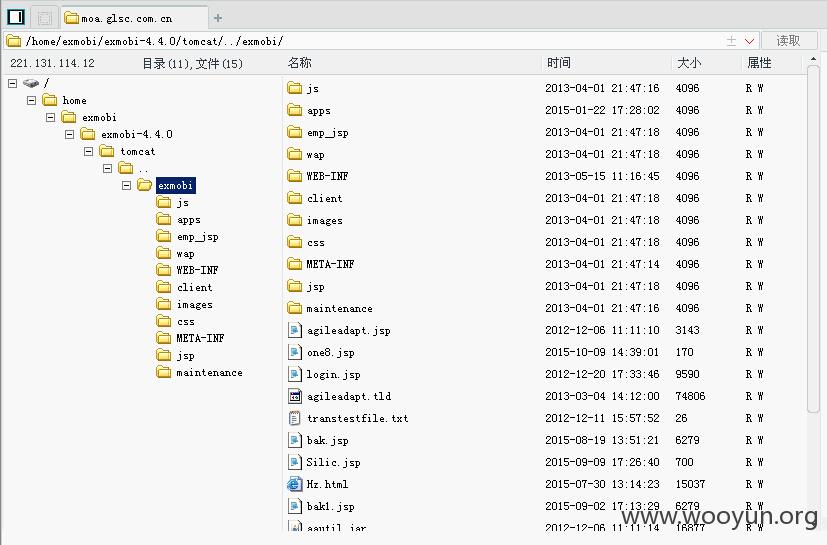 moa.glsc.com.cn
/home/exmobi/exmobi-4.4.0/tomcat/../exmobi/ 读取
221.131.114.12 目录(11),文件(15) 名称 时间 大小 属性
/
home
exmobi
exmobi-4.4.0
tomcat
..
exmobi
js
apps
emp_jsp
wap
WEB-INF
client
images
css
META-INF
jsp
maintenance
js 2013-04-01 21:47:16 4096 R W
apps 2015-01-22 17:28:02 4096 R W
emp_jsp 2013-04-01 21:47:18 4096 R W
wap 2013-04-01 21:47:18 4096 R W
WEB-INF 2013-05-15 11:16:45 4096 R W
client 2013-04-01 21:47:18 4096 R W
images 2013-04-01 21:47:18 4096 R W
css 2013-04-01 21:47:18 4096 R W
META-INF 2013-04-01 21:47:14 4096 R W
jsp 2013-04-01 21:47:18 4096 R W
maintenance 2013-04-01 21:47:16 4096 R W
agileadapt.jsp 2012-12-06 11:11:10 3143 R W
one8.jsp 2015-10-09 14:39:01 170 R W
login.jsp 2012-12-20 17:33:46 9590 R W
agileadapt.tld 2013-03-04 14:12:00 74806 R W
transtestfile.txt 2012-12-11 15:57:52 26 R W
bak.jsp 2015-08-19 13:51:21 6279 R W
Silic.jsp 2015-09-09 17:26:40 700 R W
Hz.html 2015-07-30 13:14:23 15037 R W
bak1.jsp 2015-09-02 17:13:29 6279 R W
aautil.jar 2012-12-06 11:11:14 16877 R W
www.wooyun.org